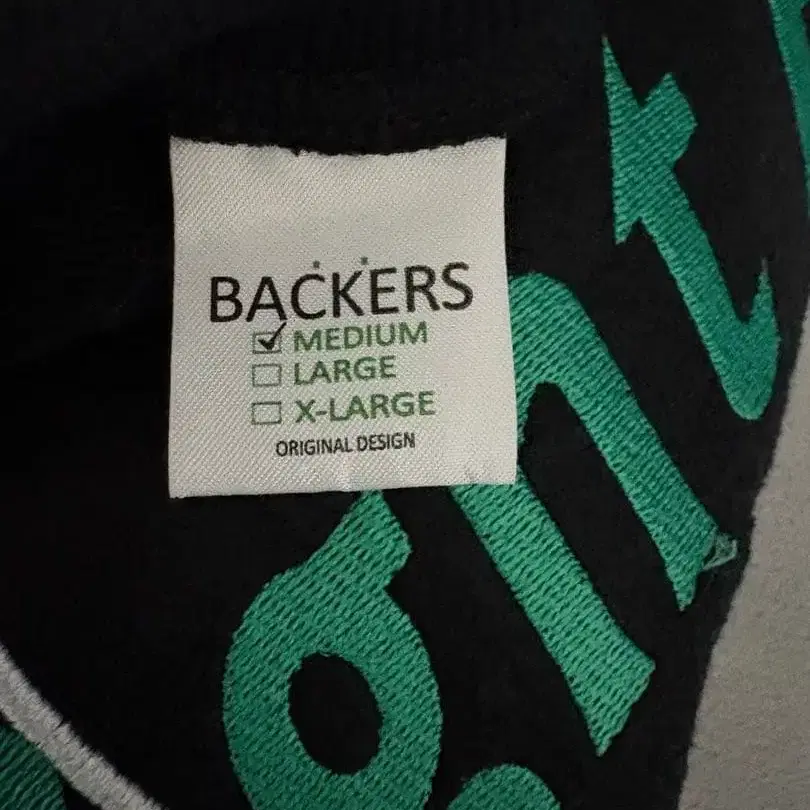 BACKERS
☑ MEDIUM
☐ LARGE
☐ X-LARGE
ORIGINAL DESIGN